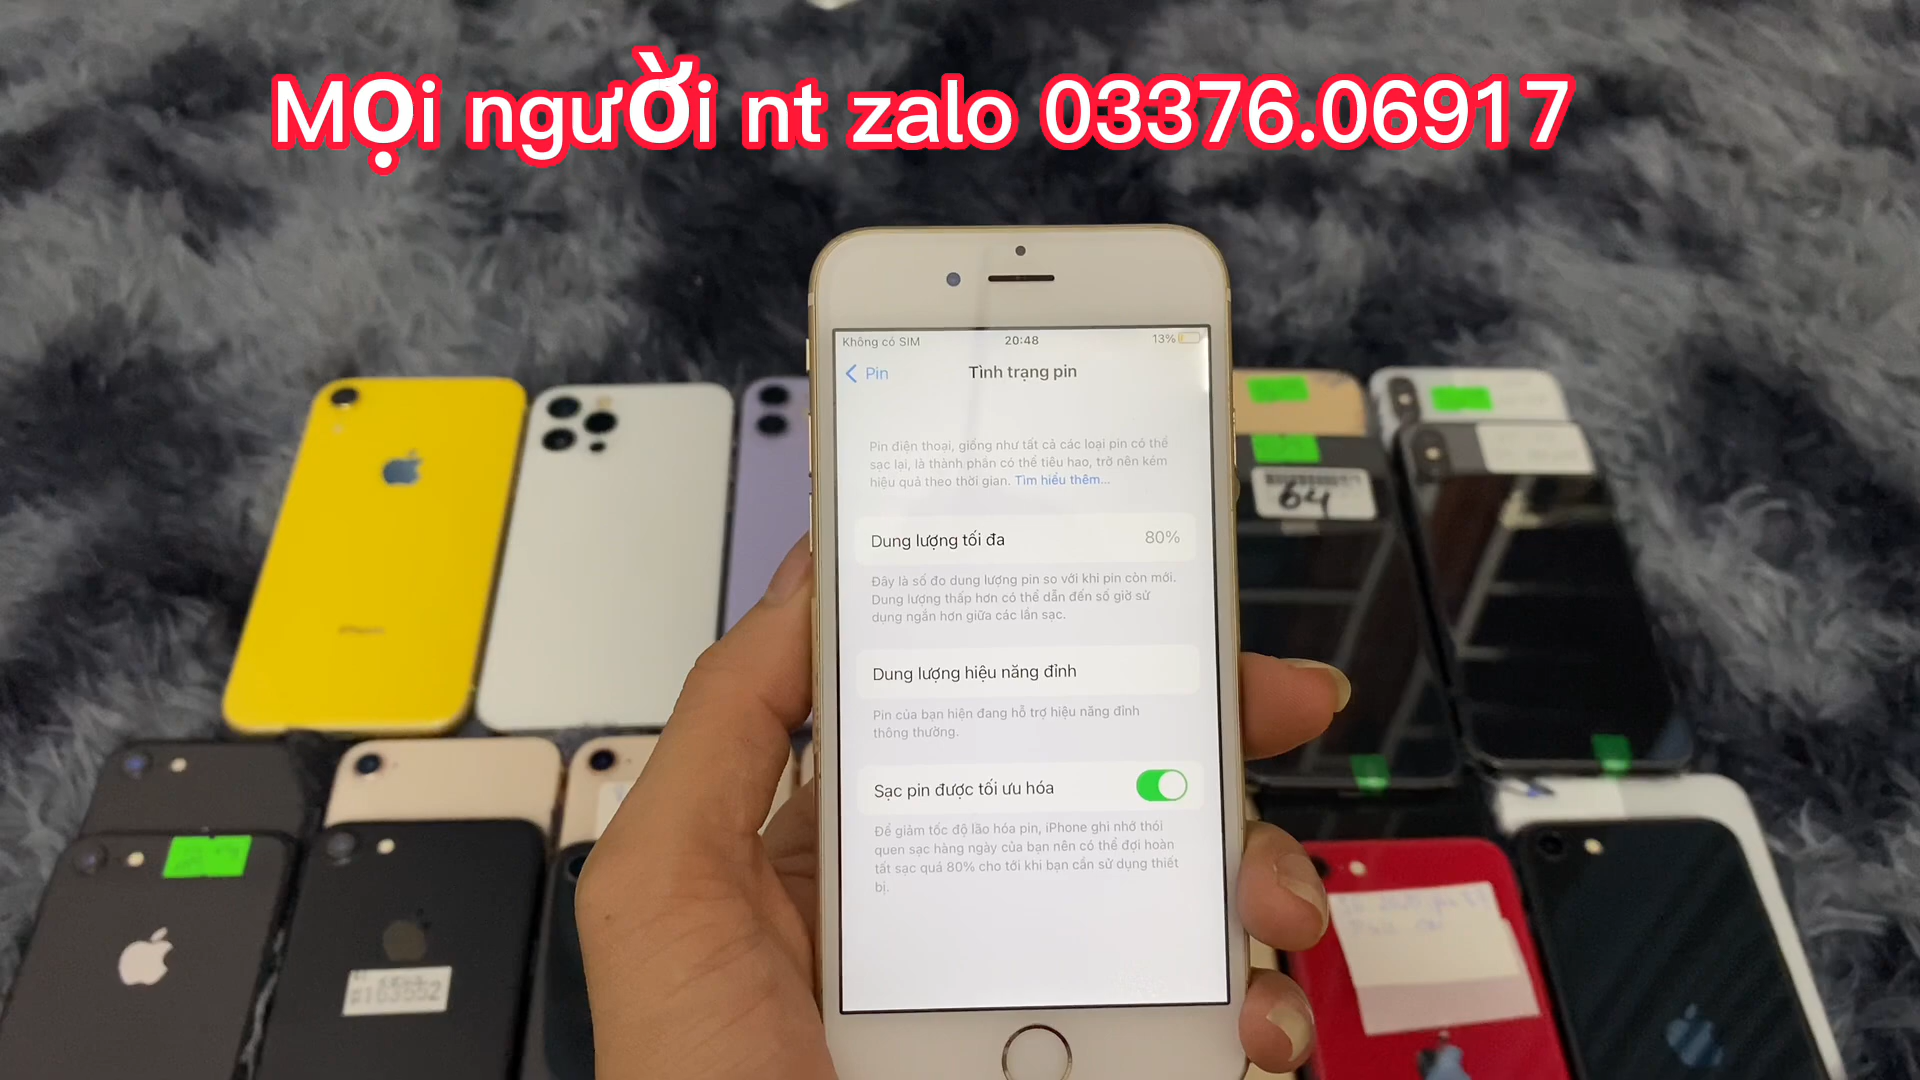 Mọi người nt zalo 03376.06917
Không có SIM 20:48 13%
Pin Tình trạng pin
Pin điện thoại, giống như tất cả các loại pin có thể
sạc lại, là thành phần có thể tiêu hao, trở nên kém
hiệu quả theo thời gian. Tìm hiểu thêm...
Dung lượng tối đa 80%
Đây là số đo dung lượng pin so với khi pin còn mới.
Dung lượng thấp hơn có thể dẫn đến số giờ sử
dụng ngắn hơn giữa các lần sạc.
Dung lượng hiệu năng đỉnh
Pin của bạn hiện đang hỗ trợ hiệu năng đỉnh
thông thường.
Sạc pin được tối ưu hóa
Để giảm tốc độ lão hóa pin, iPhone ghi nhớ thói
quen sạc hàng ngày của bạn nên có thể đợi hoàn
tất sạc quá 80% cho tới khi bạn cần sử dụng thiết
bị.
64
163552